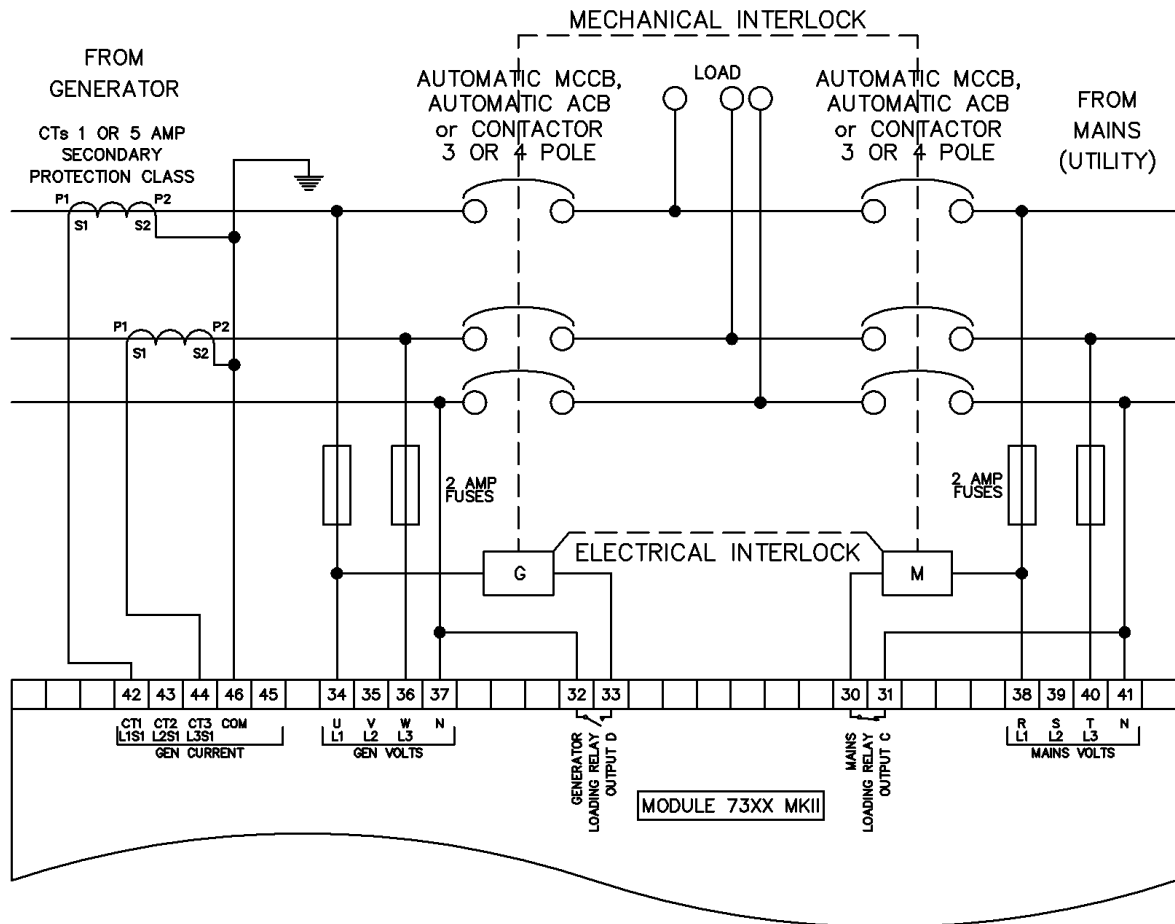 MECHANICAL INTERLOCK
FROM
GENERATOR
CTs 1 OR 5 AMP
SECONDARY
PROTECTION CLASS
AUTOMATIC MCCB,
AUTOMATIC ACB
or CONTACTOR
3 OR 4 POLE
LOAD
AUTOMATIC MCCB,
AUTOMATIC ACB
or CONTACTOR
3 OR 4 POLE
FROM
MAINS
(UTILITY)
P1 P2
S1 S2
P1 P2
S1 S2
2 AMP
FUSES
2 AMP
FUSES
ELECTRICAL INTERLOCK
G
M
42 43 44 46 45 34 35 36 37 32 33 30 31 38 39 40 41
CT1 CT2 CT3 COM
L1S1 L2S1 L3S1
GEN CURRENT
U V W N
L1 L2 L3
GEN VOLTS
GENERATOR
LOADING RELAY
OUTPUT D
MODULE 73XX MKII
MAINS
LOADING RELAY
OUTPUT C
R S T N
L1 L2 L3
MAINS VOLTS